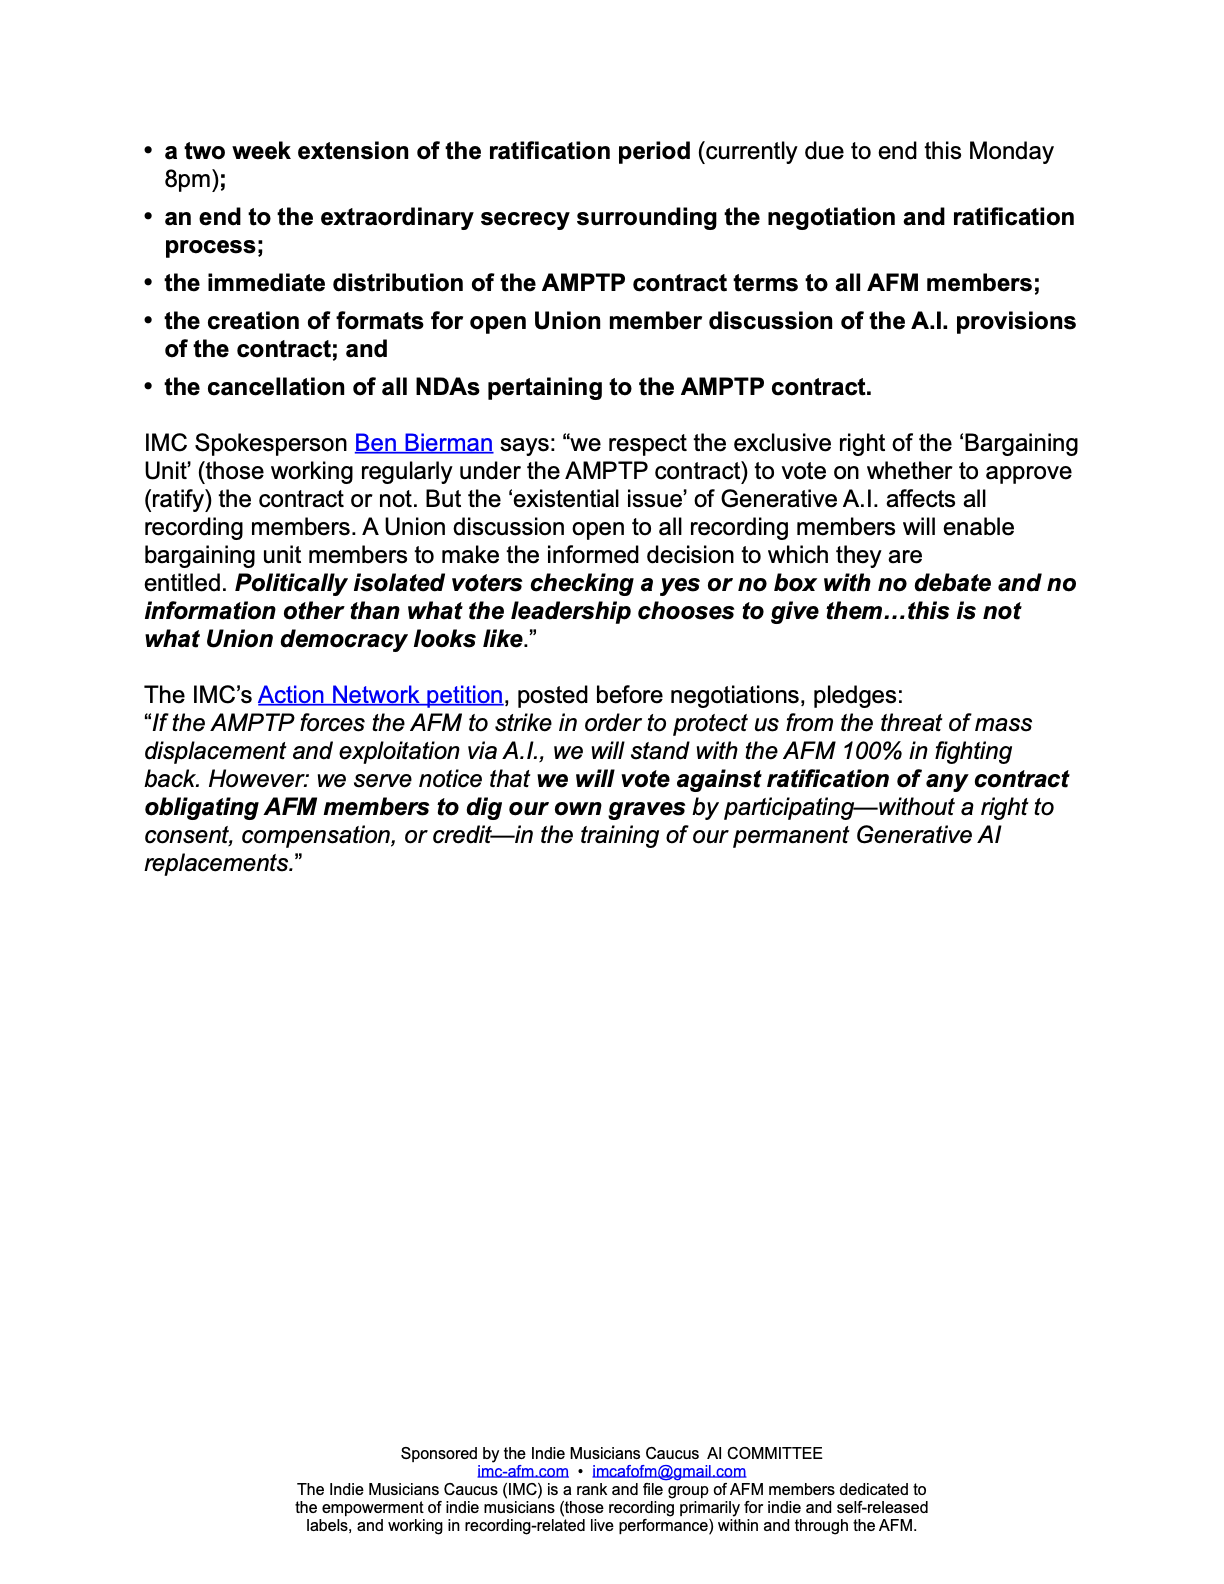 • a two week extension of the ratification period (currently due to end this Monday
8pm);
• an end to the extraordinary secrecy surrounding the negotiation and ratification
process;
• the immediate distribution of the AMPTP contract terms to all AFM members;
• the creation of formats for open Union member discussion of the A.I. provisions
of the contract; and
• the cancellation of all NDAs pertaining to the AMPTP contract.
IMC Spokesperson Ben Bierman says: “we respect the exclusive right of the ‘Bargaining
Unit’ (those working regularly under the AMPTP contract) to vote on whether to approve
(ratify) the contract or not. But the ‘existential issue’ of Generative A.I. affects all
recording members. A Union discussion open to all recording members will enable
bargaining unit members to make the informed decision to which they are
entitled. Politically isolated voters checking a yes or no box with no debate and no
information other than what the leadership chooses to give them…this is not
what Union democracy looks like.”
The IMC’s Action Network petition, posted before negotiations, pledges:
“If the AMPTP forces the AFM to strike in order to protect us from the threat of mass
displacement and exploitation via A.I., we will stand with the AFM 100% in fighting
back. However: we serve notice that we will vote against ratification of any contract
obligating AFM members to dig our own graves by participating—without a right to
consent, compensation, or credit—in the training of our permanent Generative AI
replacements.”
Sponsored by the Indie Musicians Caucus AI COMMITTEE
imc-afm.com • imcafofm@gmail.com
The Indie Musicians Caucus (IMC) is a rank and file group of AFM members dedicated to
the empowerment of indie musicians (those recording primarily for indie and self-released
labels, and working in recording-related live performance) within and through the AFM.